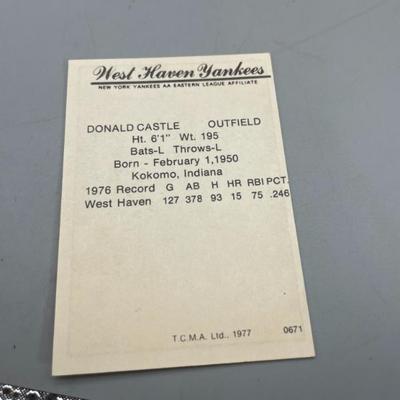 West Haven Yankees
NEW YORK YANKEES AA EASTERN LEAGUE AFFILIATE
DONALD CASTLE OUTFIELD
Ht. 6'1" Wt. 195
Bats-L Throws-L
Born - February 1,1950
Kokomo, Indiana
1976 Record G AB H HR RBI PCT.
West Haven 127 378 93 15 75 .246
T.C.M.A. Ltd., 1977 0671